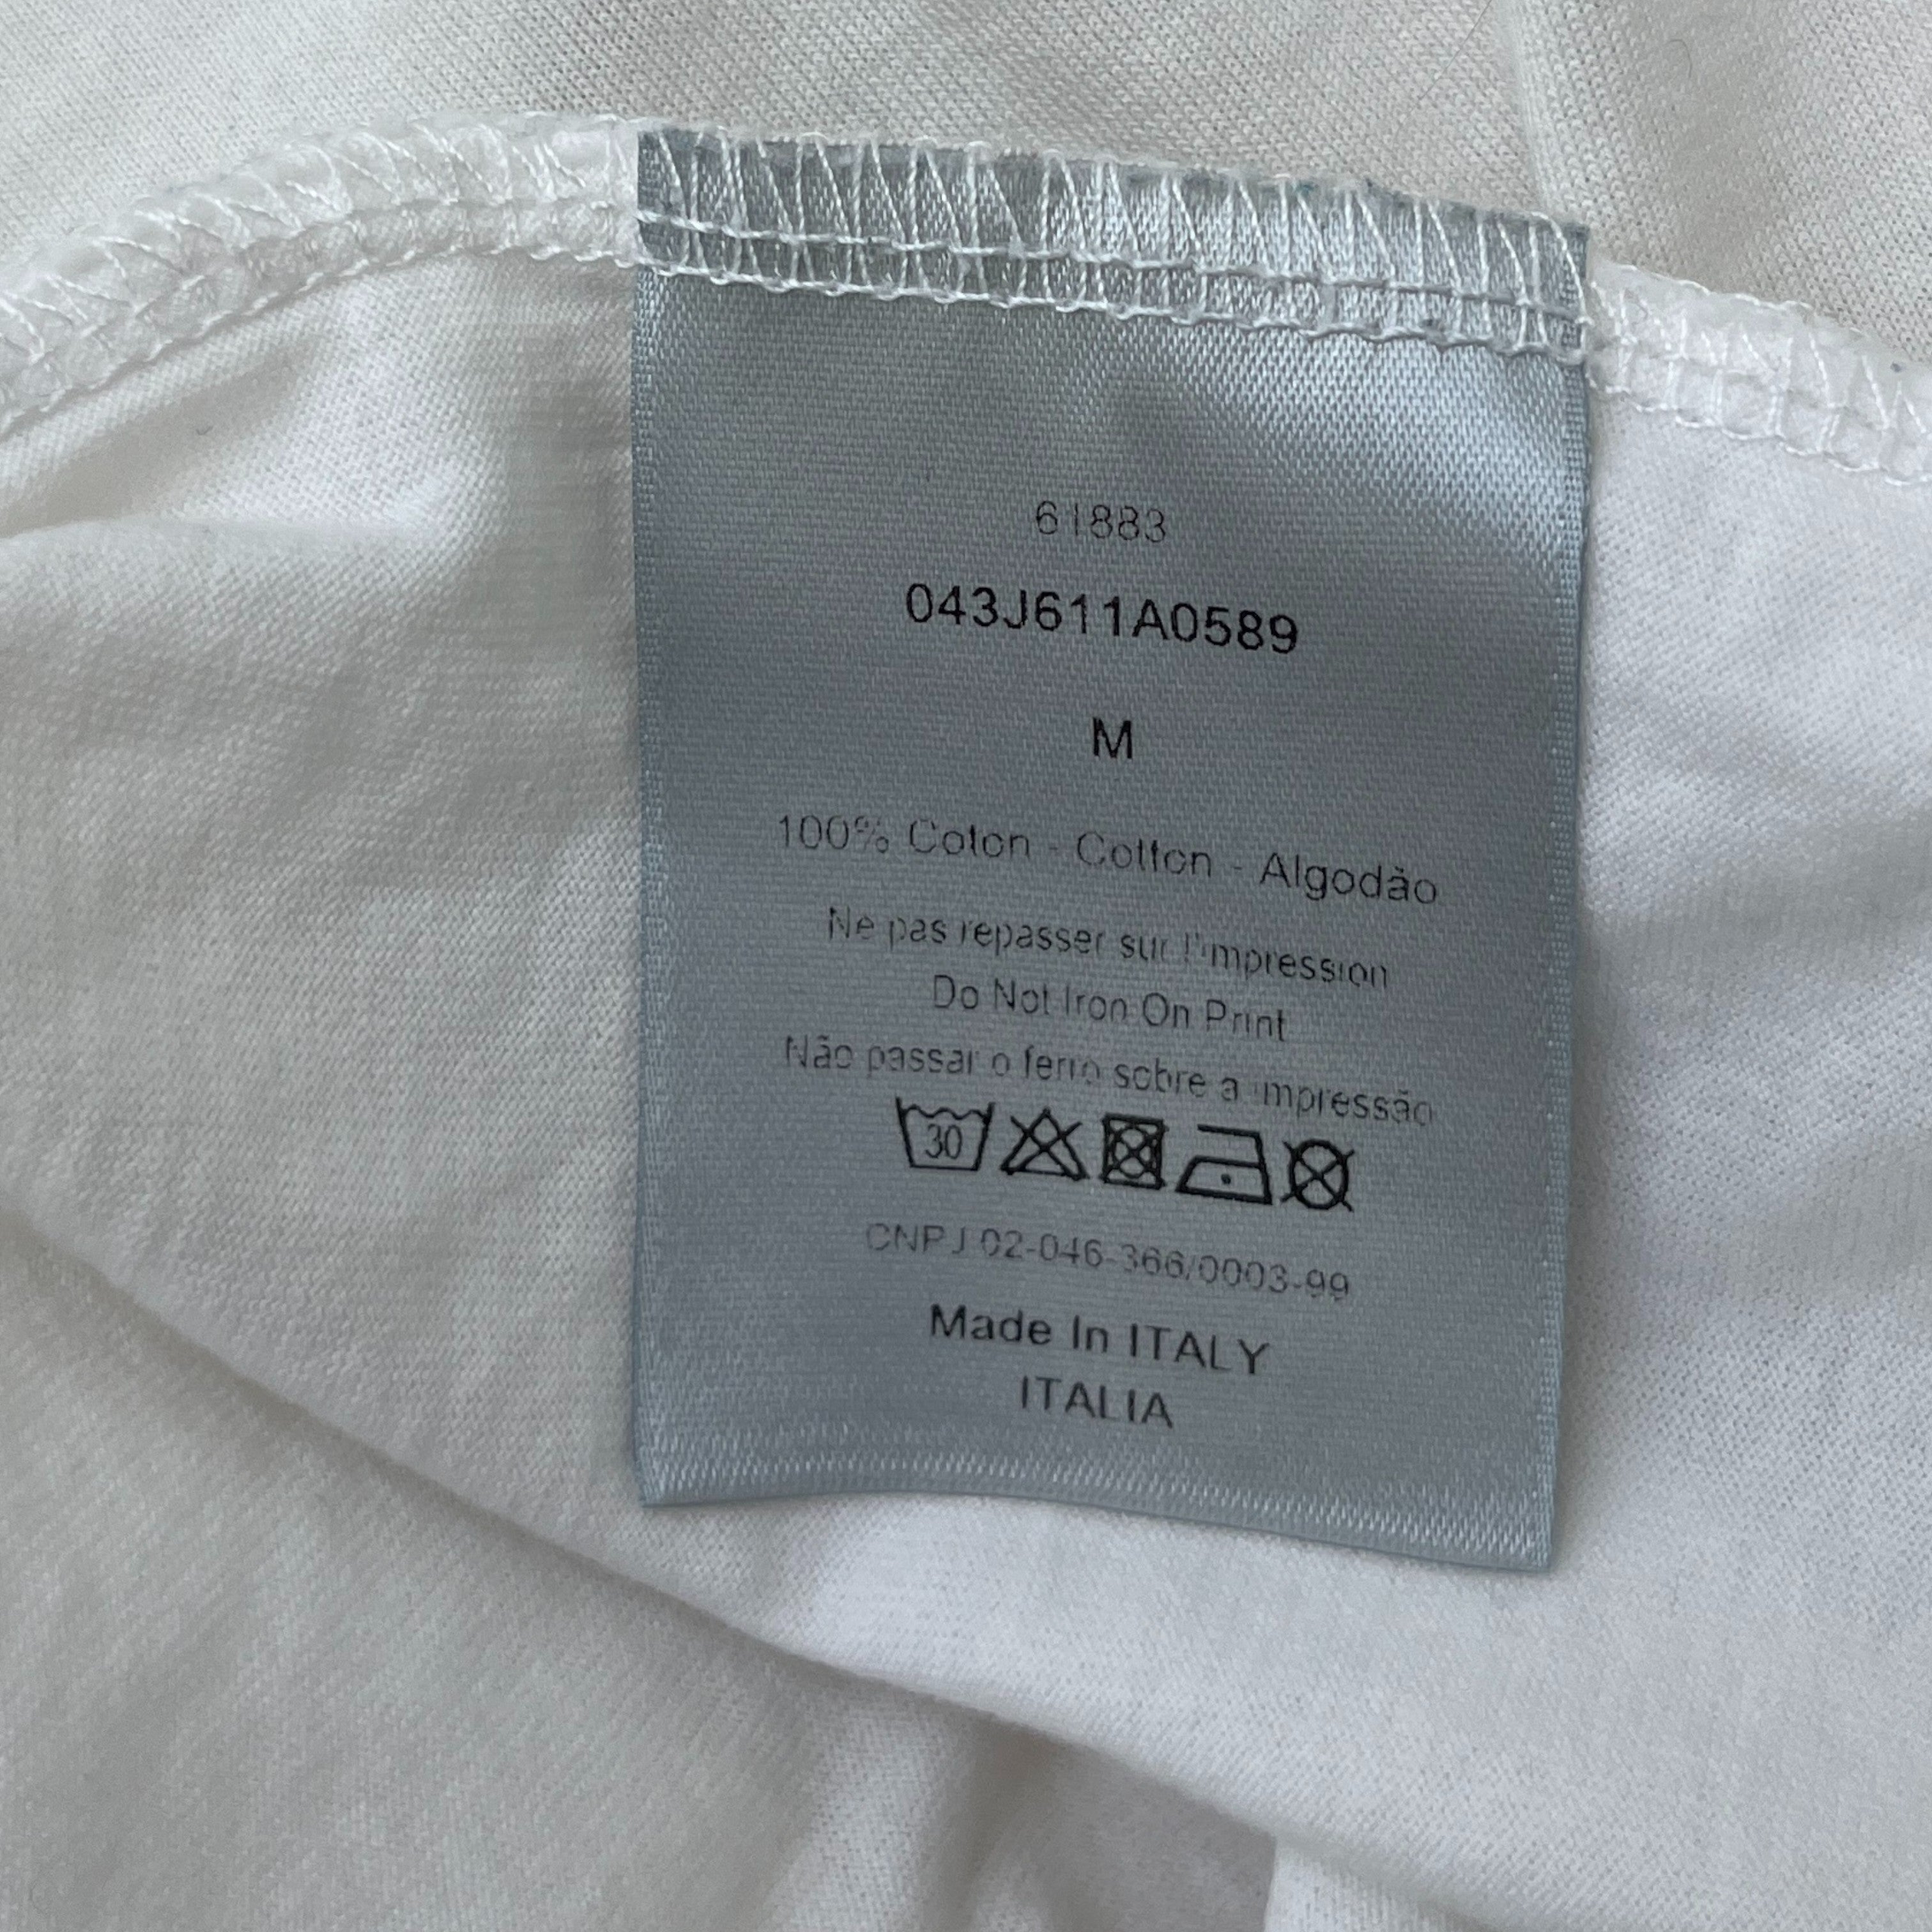 61883
043J611A0589
M
100% Coton - Cotton - Algodão
Ne pas repasser sur l'impression
Do Not Iron On Print
Não passar o ferro sobre a impressão
30
CNPJ 02-046-366/0003-99
Made In ITALY
ITALIA